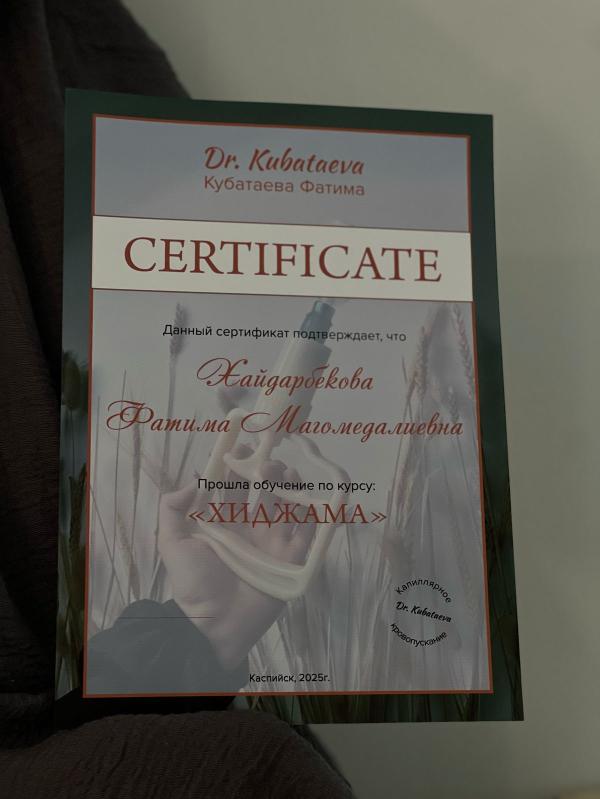 Dr. Kubataeva
Кубатаева Фатима
CERTIFICATE
Данный сертификат подтверждает, что
Хайдарбекова
Фатима Магомедалиевна
Прошла обучение по курсу:
«ХИДЖАМА»
Капиллярное
Dr. Kubataeva
кровопускание
Каспийск, 2025г.